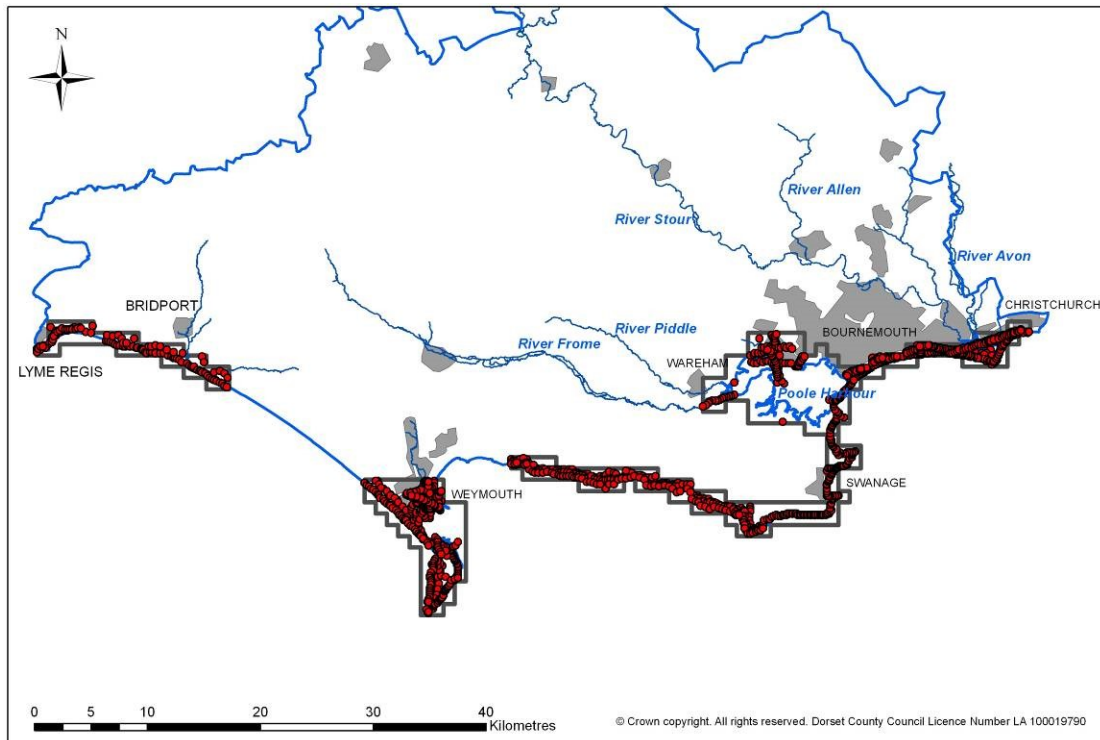 N
River Allen
River Stour
River Avon
BRIDPORT
CHRISTCHURCH
River Piddle
BOURNEMOUTH
River Frome
WAREHAM
LYME REGIS
Poole Harbour
SWANAGE
WEYMOUTH
0 5 10 20 30 40
Kilometres
© Crown copyright. All rights reserved. Dorset County Council Licence Number LA 100019790